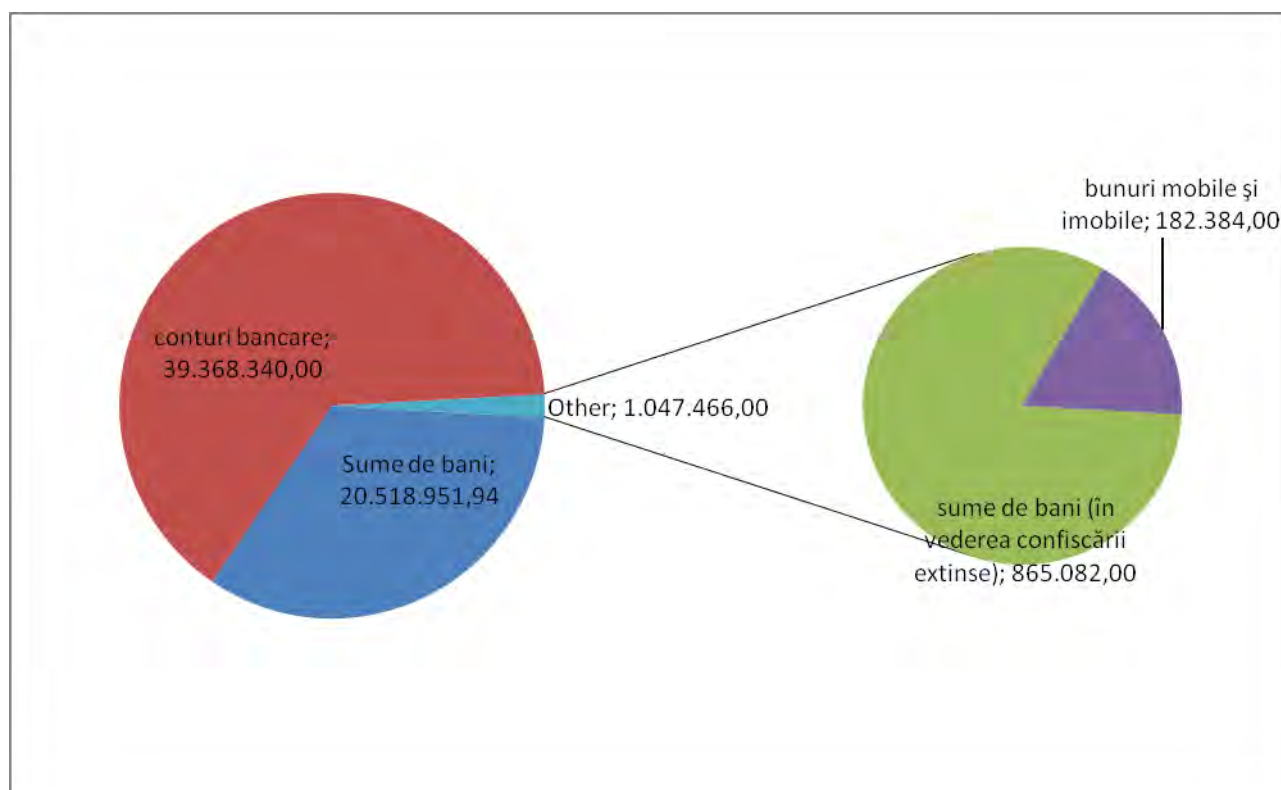 conturi bancare;
39.368.340,00
Sume de bani;
20.518.951,94
Other; 1.047.466,00
bunuri mobile şi
imobile; 182.384,00
sume de bani (în
vederea confiscării
extinse); 865.082,00